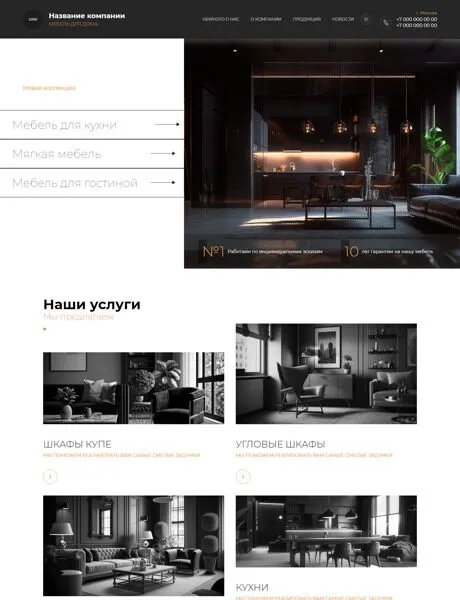 LOGO
Название компании
МЕБЕЛЬ ДЛЯ ДОМА
НЕМНОГО О НАС
О КОМПАНИИ
ПРОДУКЦИЯ
НОВОСТИ
г. Москва
+7 000 000 00 00
+7 000 000 00 00
Новая коллекция
Мебель для кухни
Мягкая мебель
Мебель для гостиной
№1 Работаем по индивидуальным эскизам
10 лет гарантии на нашу мебель
Наши услуги
Мы предлагаем
ШКАФЫ КУПЕ
МЫ ПОМОЖЕМ РЕАЛИЗОВАТЬ ВАМ САМЫЕ СМЕЛЫЕ ЗАДУМКИ
УГЛОВЫЕ ШКАФЫ
МЫ ПОМОЖЕМ РЕАЛИЗОВАТЬ ВАМ САМЫЕ СМЕЛЫЕ ЗАДУМКИ
КУХНИ
МЫ ПОМОЖЕМ РЕАЛИЗОВАТЬ ВАМ САМЫЕ СМЕЛЫЕ ЗАДУМКИ